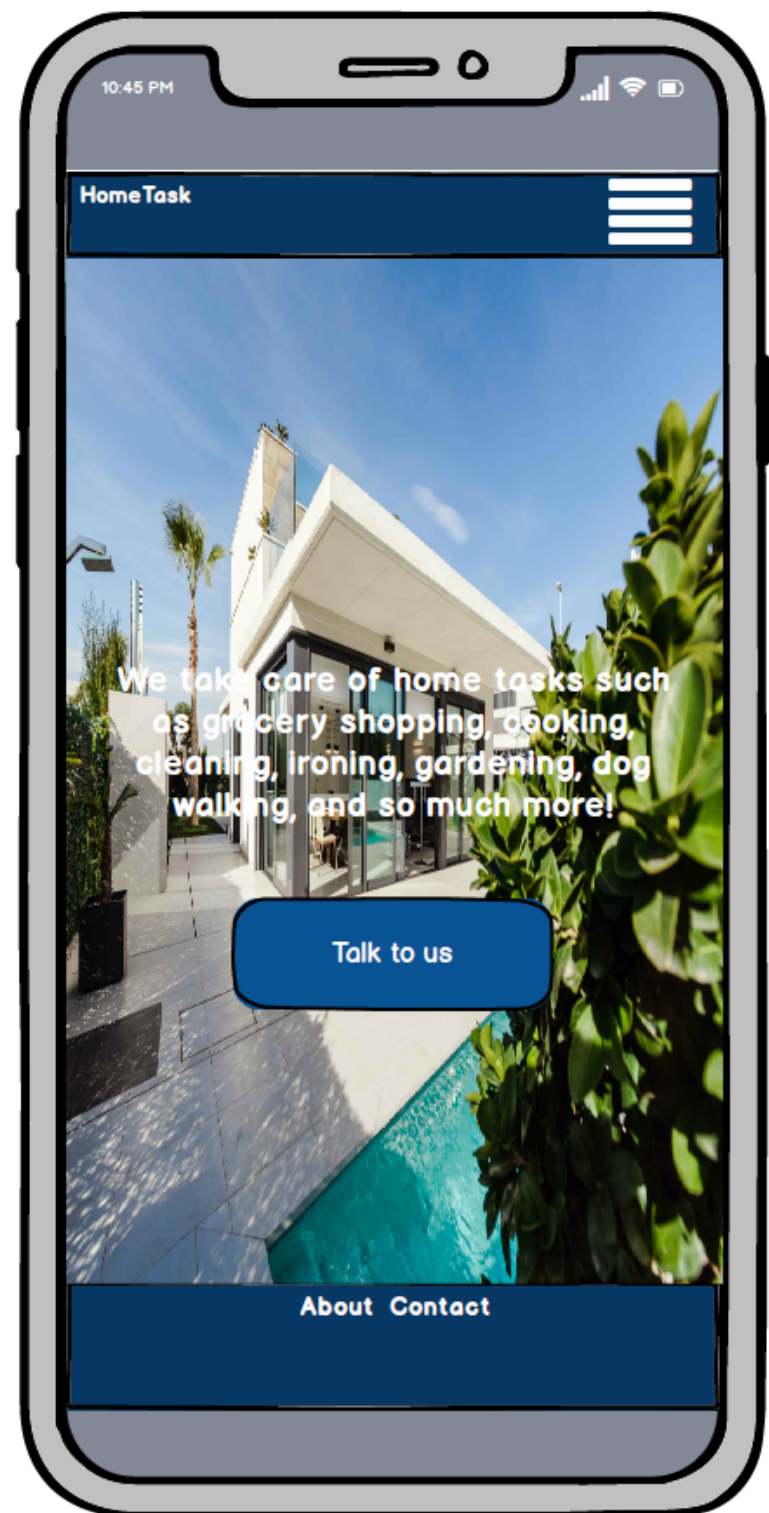 10:45 PM
HomeTask
We take care of home tasks such
as grocery shopping, cooking,
cleaning, ironing, gardening, dog
walking, and so much more!
Talk to us
About Contact